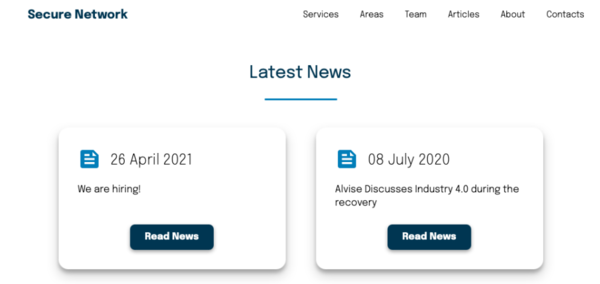 Secure Network
Services Areas Team Articles About Contacts
Latest News
26 April 2021
We are hiring!
Read News
08 July 2020
Alvise Discusses Industry 4.0 during the
recovery
Read News